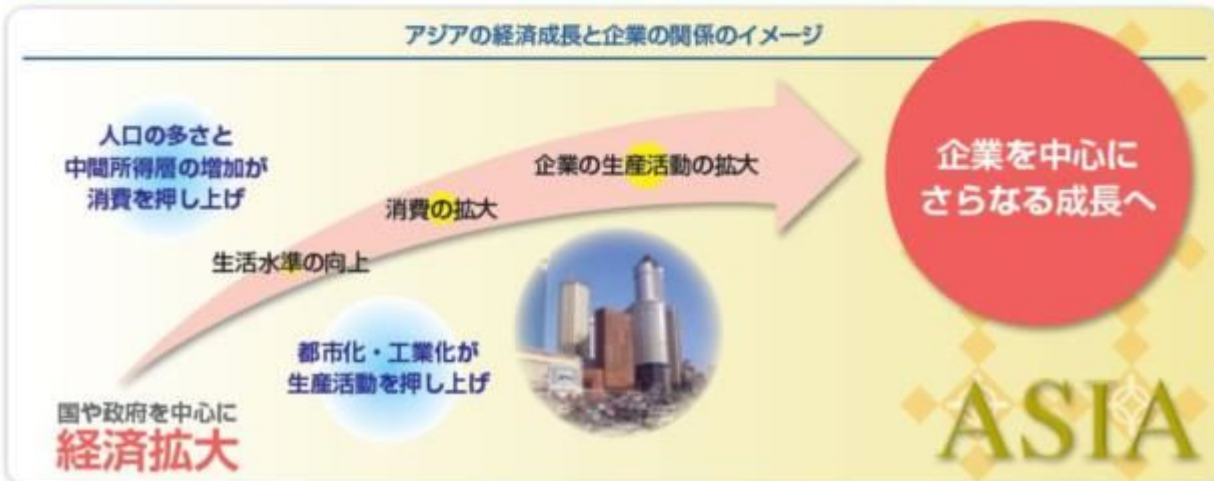 アジアの経済成長と企業の関係のイメージ
人口の多さと
中間所得層の増加が
消費を押し上げ
企業の生産活動の拡大
消費の拡大
生活水準の向上
企業を中心に
さらなる成長へ
都市化・工業化が
生産活動を押し上げ
国や政府を中心に
経済拡大
ASIA